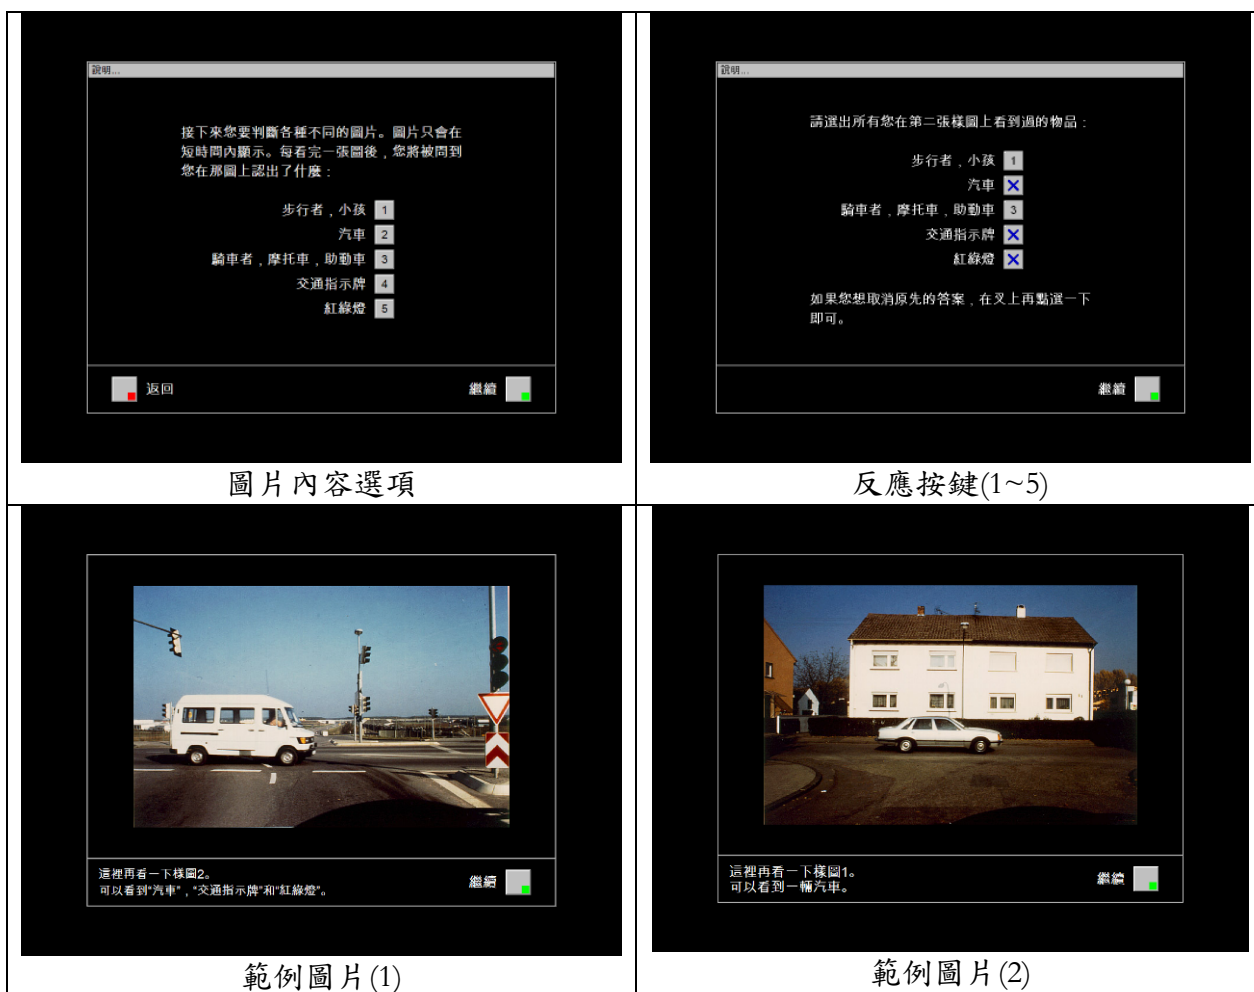 說明...
接下來您要判斷各種不同的圖片。圖片只會在
短時間內顯示。每看完一張圖後，您將被問到
您在那圖上認出了什麼：
步行者，小孩 1
汽車 2
騎車者，摩托車，助動車 3
交通指示牌 4
紅綠燈 5
返回
繼續
圖片內容選項
說明...
請選出所有您在第二張樣圖上看到過的物品：
步行者，小孩 1
汽車 X
騎車者，摩托車，助動車 3
交通指示牌 X
紅綠燈 X
如果您想取消原先的答案，在叉上再點選一下
即可。
繼續
反應按鍵(1~5)
這裡再看一下樣圖2。
可以看到“汽車”，“交通指示牌”和“紅綠燈”。
繼續
範例圖片(1)
這裡再看一下樣圖1。
可以看到一輛汽車。
繼續
範例圖片(2)